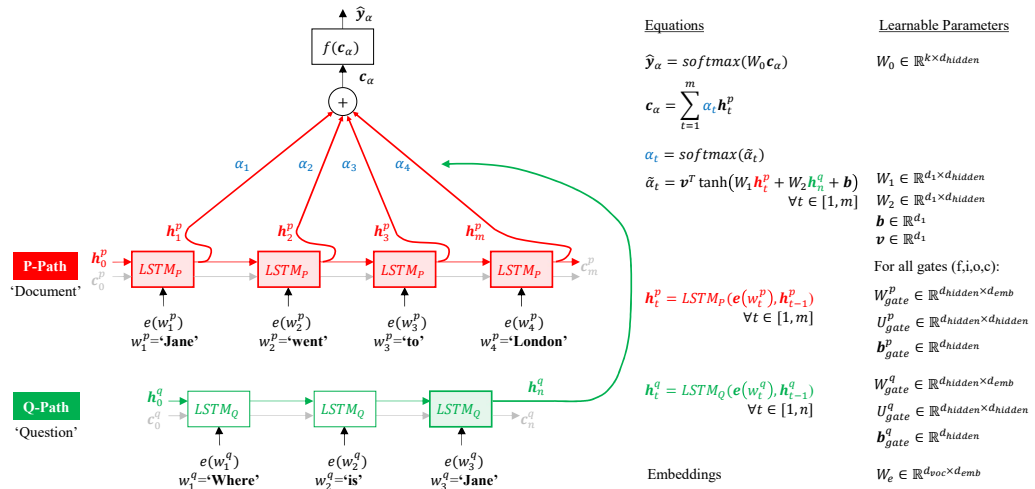 ŷ_α
f(c_α)
c_α
+
α_1 α_2 α_3 α_4
h_1^p h_2^p h_3^p h_m^p
P-Path
'Document'
h_0^p
c_0^p
LSTM_P LSTM_P LSTM_P LSTM_P
c_m^p
e(w_1^p) e(w_2^p) e(w_3^p) e(w_4^p)
w_1^p='Jane' w_2^p='went' w_3^p='to' w_4^p='London'
Q-Path
'Question'
h_0^q
c_0^q
LSTM_Q LSTM_Q LSTM_Q
h_n^q
c_n^q
e(w_1^q) e(w_2^q) e(w_3^q)
w_1^q='Where' w_2^q='is' w_3^q='Jane'
Equations
ŷ_α = softmax(W_0 c_α)
c_α = ∑_{t=1}^{m} α_t h_t^p
α_t = softmax(α̃_t)
α̃_t = v^T tanh(W_1 h_t^p + W_2 h_n^q + b)
∀t ∈ [1, m]
h_t^p = LSTM_P(e(w_t^p), h_{t-1}^p)
∀t ∈ [1, m]
h_t^q = LSTM_Q(e(w_t^q), h_{t-1}^q)
∀t ∈ [1, n]
Embeddings
Learnable Parameters
W_0 ∈ ℝ^{k×d_hidden}
W_1 ∈ ℝ^{d_1×d_hidden}
W_2 ∈ ℝ^{d_1×d_hidden}
b ∈ ℝ^{d_1}
v ∈ ℝ^{d_1}
For all gates (f,i,o,c):
W_gate^p ∈ ℝ^{d_hidden×d_emb}
U_gate^p ∈ ℝ^{d_hidden×d_hidden}
b_gate^p ∈ ℝ^{d_hidden}
W_gate^q ∈ ℝ^{d_hidden×d_emb}
U_gate^q ∈ ℝ^{d_hidden×d_hidden}
b_gate^q ∈ ℝ^{d_hidden}
W_e ∈ ℝ^{d_voc×d_emb}